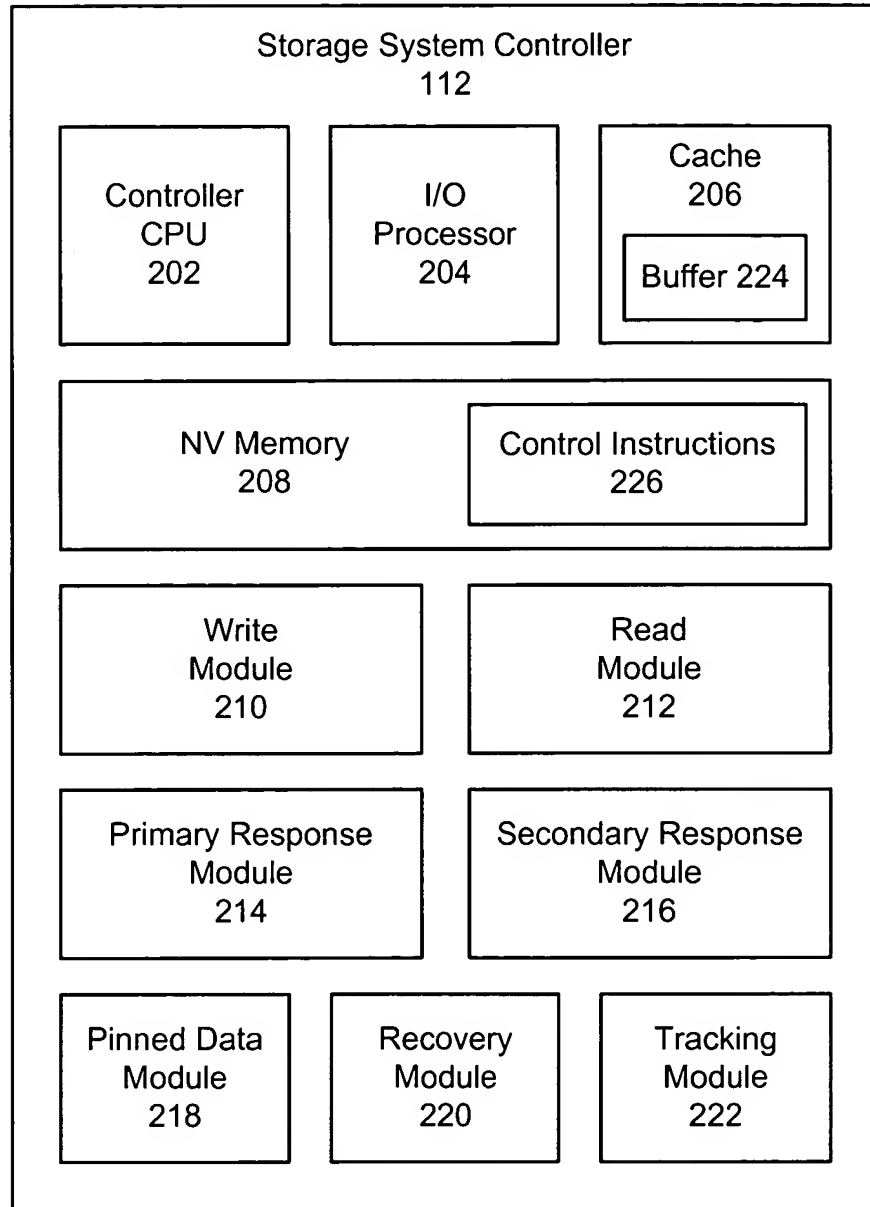 Storage System Controller
112
Controller
CPU
202
I/O
Processor
204
Cache
206
Buffer 224
NV Memory
208
Control Instructions
226
Write
Module
210
Read
Module
212
Primary Response
Module
214
Secondary Response
Module
216
Pinned Data
Module
218
Recovery
Module
220
Tracking
Module
222